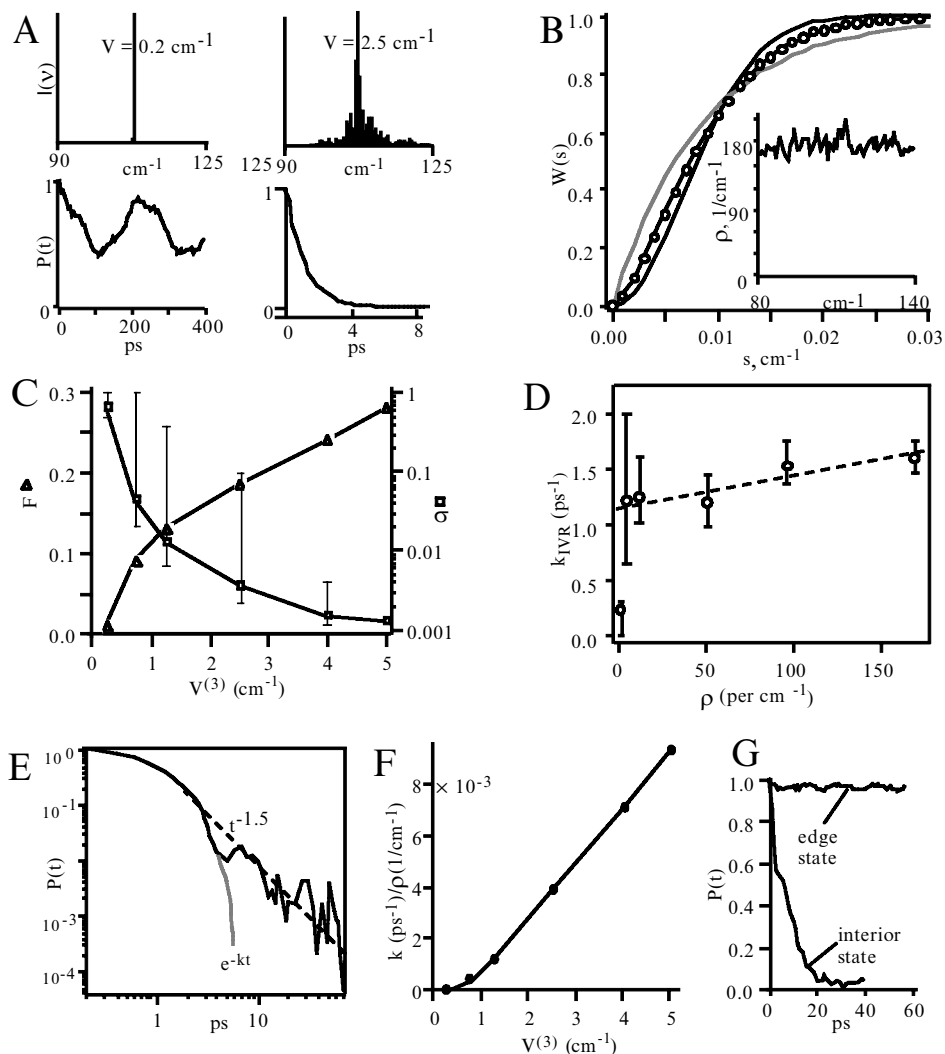 A
I(ν)
V = 0.2 cm-1
90
cm-1
125
V = 2.5 cm-1
125
90
cm-1
125
1
P(t)
0
0
200
400
ps
1
0
0
4
8
ps
B
W(s)
1.0
0.8
0.6
0.4
0.2
0.0
0.00
0.01
0.02
0.03
s, cm-1
ρ, 1/cm-1
180
90
0
80
cm-1
140
C
F
0.3
0.2
0.1
0.0
0
1
2
3
4
5
V(3) (cm-1)
1
0.1
0.01
0.001
σ
D
kIVR (ps-1)
2.0
1.5
1.0
0.5
0.0
0
50
100
150
ρ (per cm -1)
E
P(t)
10 0
10-1
10-3
10-4
t-1.5
e-kt
1
ps
10
F
k (ps-1)/ρ(1/cm-1)
× 10-3
8
4
2
0
0
1
2
3
4
5
V(3) (cm-1)
G
P(t)
1.0
0.8
0.6
0.4
0.2
0.0
edge
state
interior
state
0
20
40
60
ps